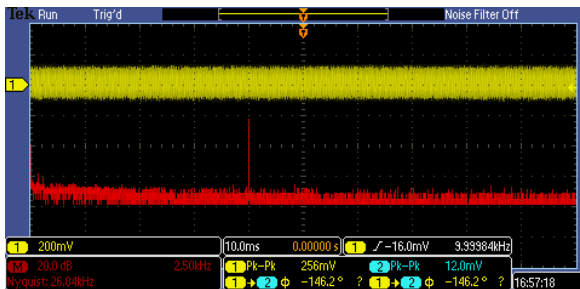 Tek Run Trig'd Noise Filter Off
1
1 200mV 10.0ms 0.00000 s 1 -16.0mV 9.99984kHz
M 20.0 dB 2.50kHz 1 Pk-Pk 256mV 2 Pk-Pk 12.0mV
Nyquist: 26.04kHz 1→2 Φ -146.2° ? 1→2 Φ -146.2° ? 16:57:18